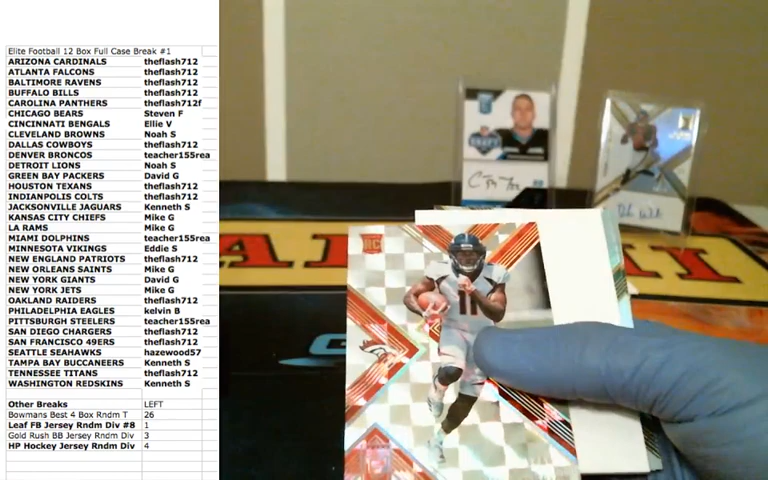 Elite Football 12 Box Full Case Break #1
ARIZONA CARDINALS theflash712
ATLANTA FALCONS theflash712
BALTIMORE RAVENS theflash712
BUFFALO BILLS theflash712
CAROLINA PANTHERS theflash712f
CHICAGO BEARS Steven F
CINCINNATI BENGALS Ellie V
CLEVELAND BROWNS Noah S
DALLAS COWBOYS theflash712
DENVER BRONCOS teacher155rea
DETROIT LIONS Noah S
GREEN BAY PACKERS David G
HOUSTON TEXANS theflash712
INDIANPOLIS COLTS theflash712
JACKSONVILLE JAGUARS Kenneth S
KANSAS CITY CHIEFS Mike G
LA RAMS Mike G
MIAMI DOLPHINS teacher155rea
MINNESOTA VIKINGS Eddie S
NEW ENGLAND PATRIOTS theflash712
NEW ORLEANS SAINTS Mike G
NEW YORK GIANTS David G
NEW YORK JETS Mike G
OAKLAND RAIDERS theflash712
PHILADELPHIA EAGLES kelvin B
PITTSBURGH STEELERS teacher155rea
SAN DIEGO CHARGERS theflash712
SAN FRANCISCO 49ERS theflash712
SEATTLE SEAHAWKS hazewood57
TAMPA BAY BUCCANEERS Kenneth S
TENNESSEE TITANS theflash712
WASHINGTON REDSKINS Kenneth S
Other Breaks LEFT
Bowmans Best 4 Box Rndm T 26
Leaf FB Jersey Rndm Div #8 1
Gold Rush BB Jersey Rndm Div 3
HP Hockey Jersey Rndm Div 4
DRAFT
RC
11